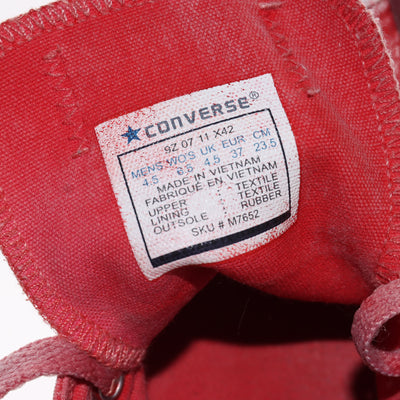 ★CONVERSE®
9Z 07 11 X42
MENS WO'S UK EUR CM
4.5 6.5 4.5 37 23.5
MADE IN VIETNAM
FABRIQUÉ EN VIETNAM
UPPER TEXTILE
LINING TEXTILE
OUTSOLE RUBBER
SKU # M7652